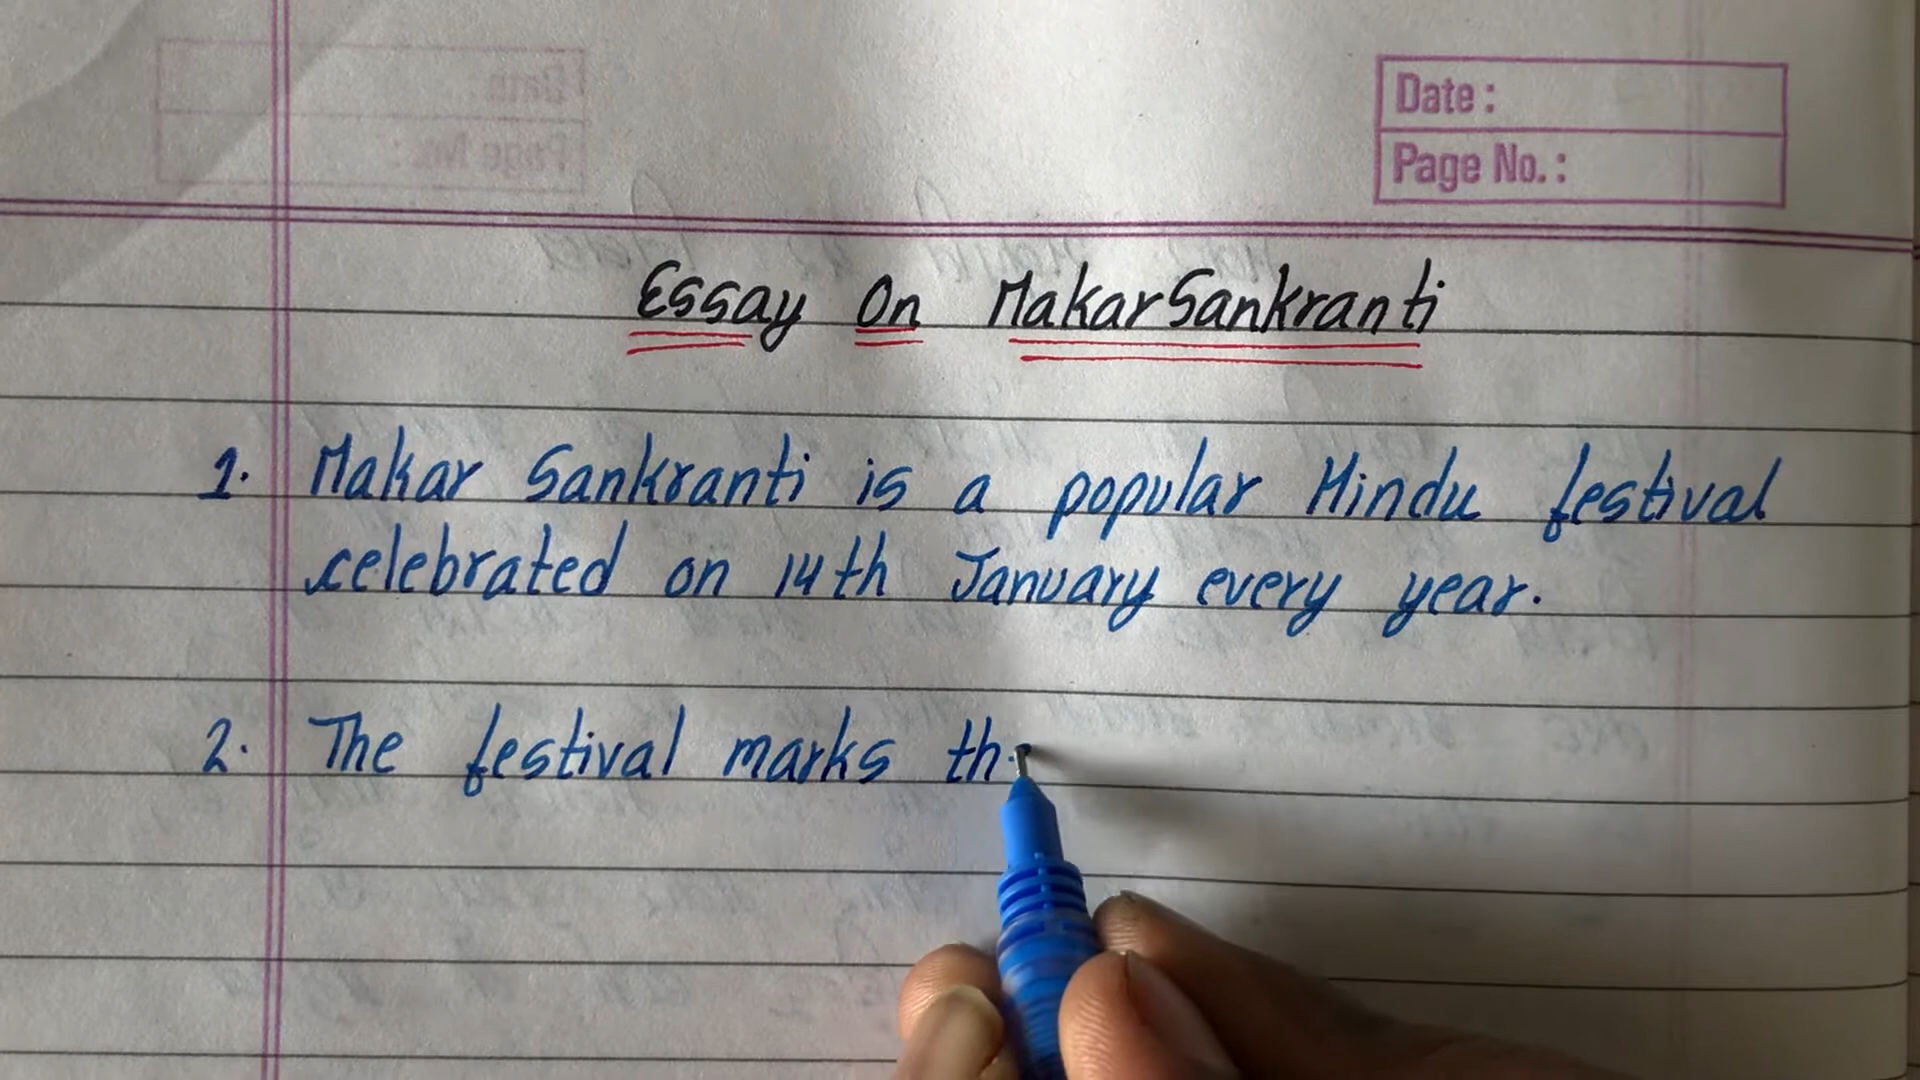 Date :
Page No. :
Essay On MakarSankranti
1. Makar Sankranti is a popular Hindu festival
celebrated on 14th January every year.
2. The festival marks th